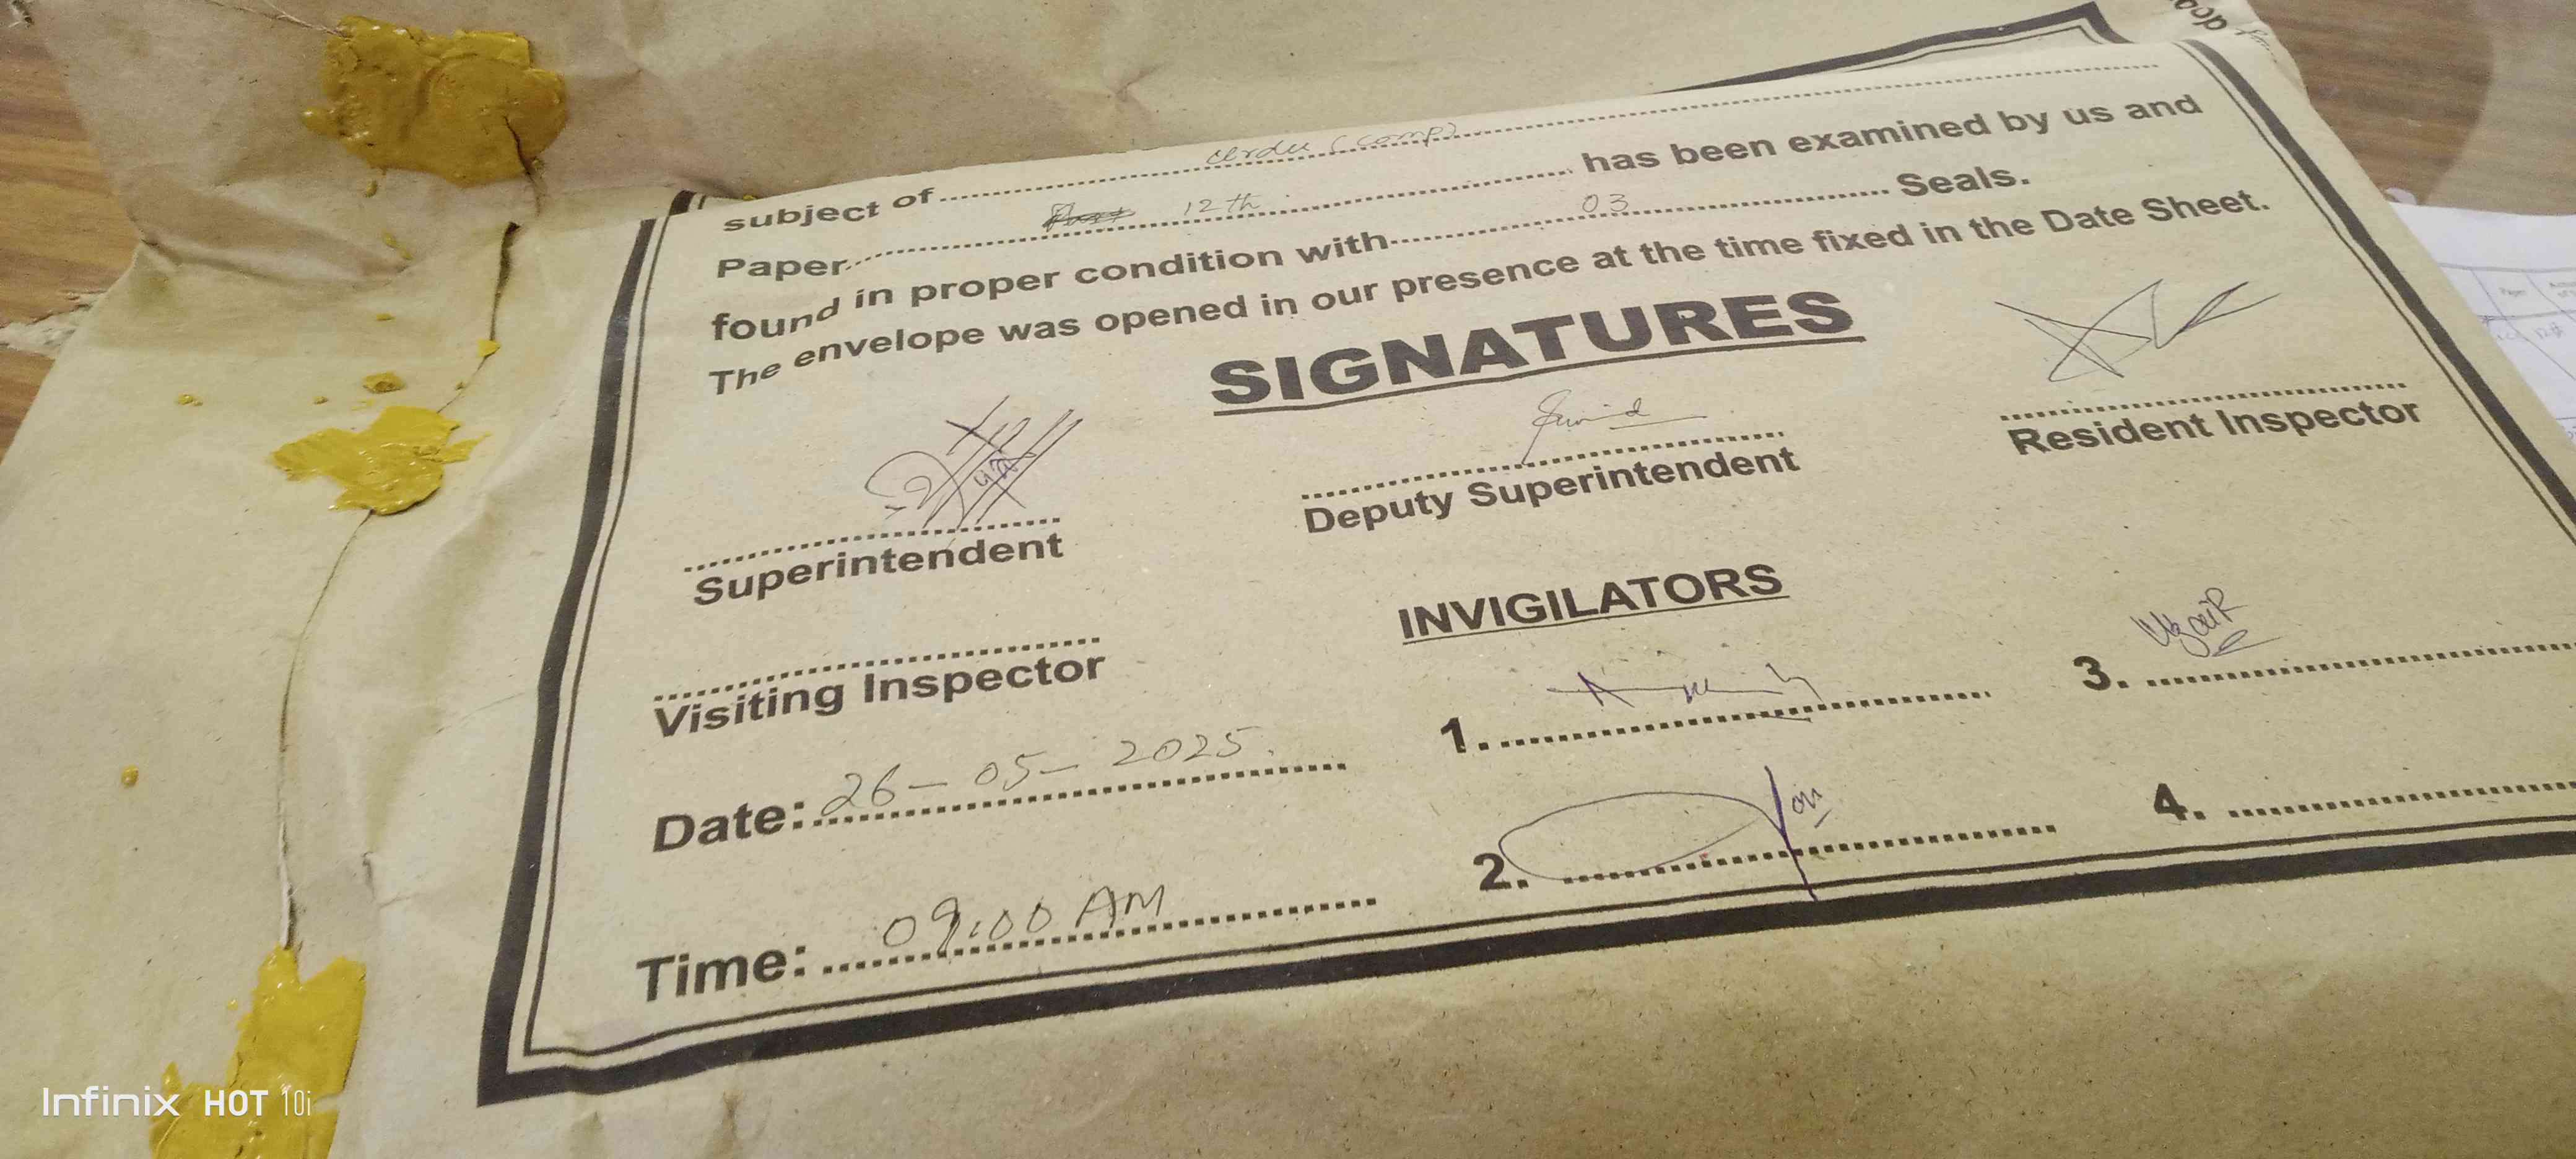 subject of urdu (comp)
Paper 12th has been examined by us and
found in proper condition with 03 Seals.
The envelope was opened in our presence at the time fixed in the Date Sheet.
SIGNATURES
Superintendent
Deputy Superintendent
Resident Inspector
INVIGILATORS
Visiting Inspector
1.
3. UzaiR
Date: 26-05-2025.
2.
4.
Time: 09:00 AM
Infinix HOT 10i